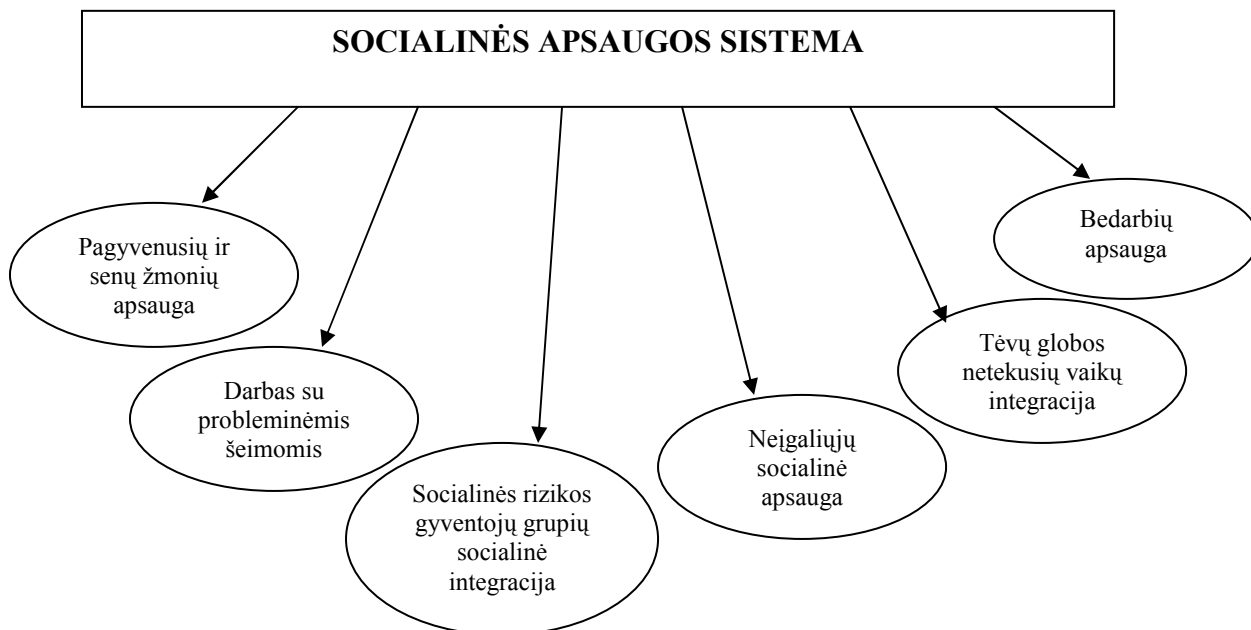 SOCIALINĖS APSAUGOS SISTEMA
Pagyvenusių ir
senų žmonių
apsauga
Darbas su
probleminėmis
šeimomis
Socialinės rizikos
gyventojų grupių
socialinė
integracija
Neįgaliųjų
socialinė
apsauga
Tėvų globos
netekusių vaikų
integracija
Bedarbių
apsauga